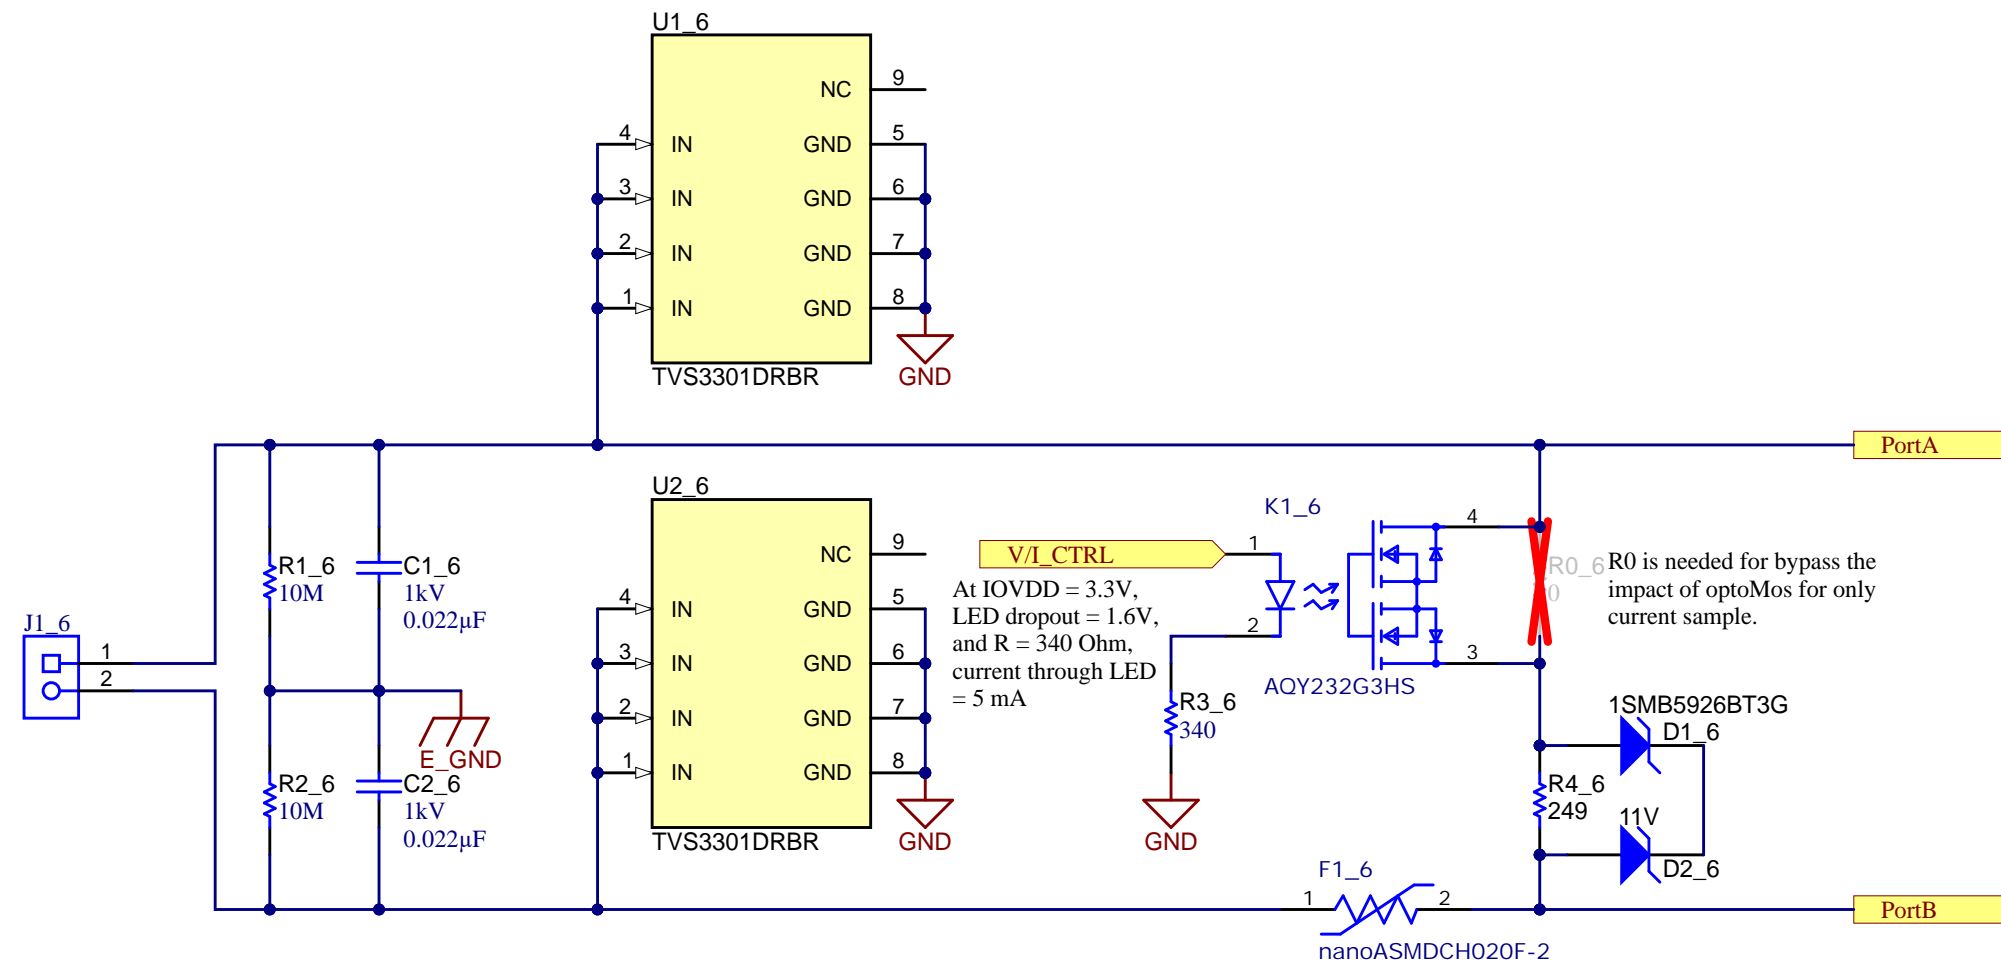 U1_6
NC 9
4 IN GND 5
3 IN GND 6
2 IN GND 7
1 IN GND 8
TVS3301DRBR
GND
PortA
U2_6
NC 9
4 IN GND 5
3 IN GND 6
2 IN GND 7
1 IN GND 8
TVS3301DRBR
GND
J1_6
1
2
R1_6
10M
C1_6
1kV
0.022µF
E_GND
R2_6
10M
C2_6
1kV
0.022µF
V/I_CTRL
At IOVDD = 3.3V,
LED dropout = 1.6V,
and R = 340 Ohm,
current through LED
= 5 mA
K1_6
1
2
4
3
AQY232G3HS
R3_6
340
GND
R0_6
0
R0 is needed for bypass the
impact of optoMos for only
current sample.
1SMB5926BT3G
D1_6
R4_6
249
11V
D2_6
F1_6
1
2
nanoASMDCH020F-2
PortB